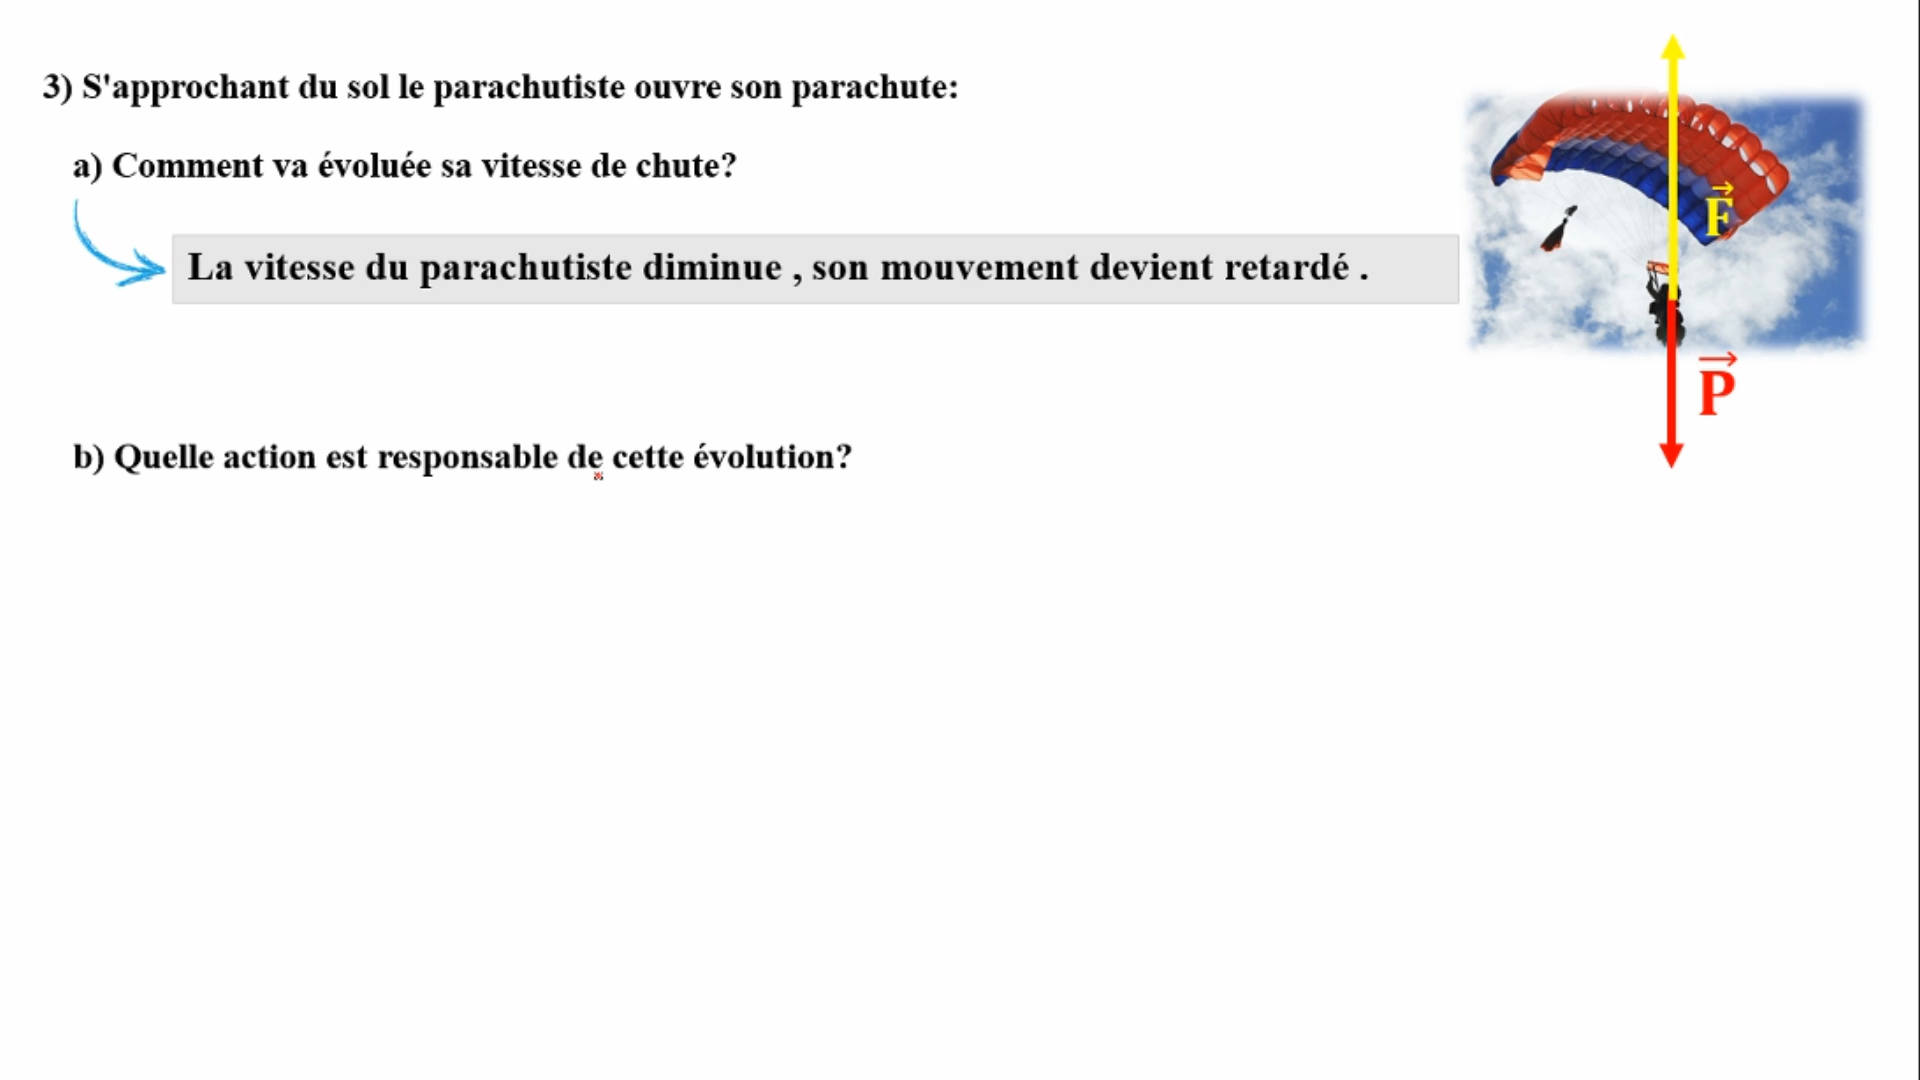 3) S'approchant du sol le parachutiste ouvre son parachute:
a) Comment va évoluée sa vitesse de chute?
La vitesse du parachutiste diminue , son mouvement devient retardé .
F
P
b) Quelle action est responsable de cette évolution?